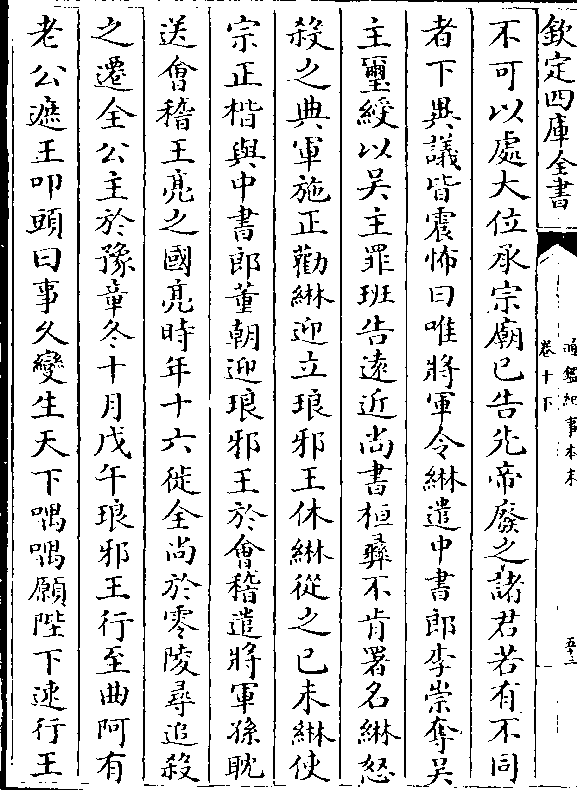 欽定四庫全書
通鑑紀事本末
卷十下
五十三
不可以處大位承宗廟已告先帝廢之諸君若有不同
者下異議皆震怖曰唯將軍令綝遣中書郎李崇奪吳
主璽綬以吳主罪班告遠近尚書桓彞不肯署名綝怒
殺之典軍施正勸綝迎立琅邪王休綝從之已未綝使
宗正楷與中書郎董朝迎琅邪王於會稽遣將軍孫耽
送會稽王亮之國亮時年十六徙全尚於零陵尋追殺
之遷全公主於豫章冬十月戊午琅邪王行至曲阿有
老公遮王叩頭曰事久變生天下喁喁願陛下速行王